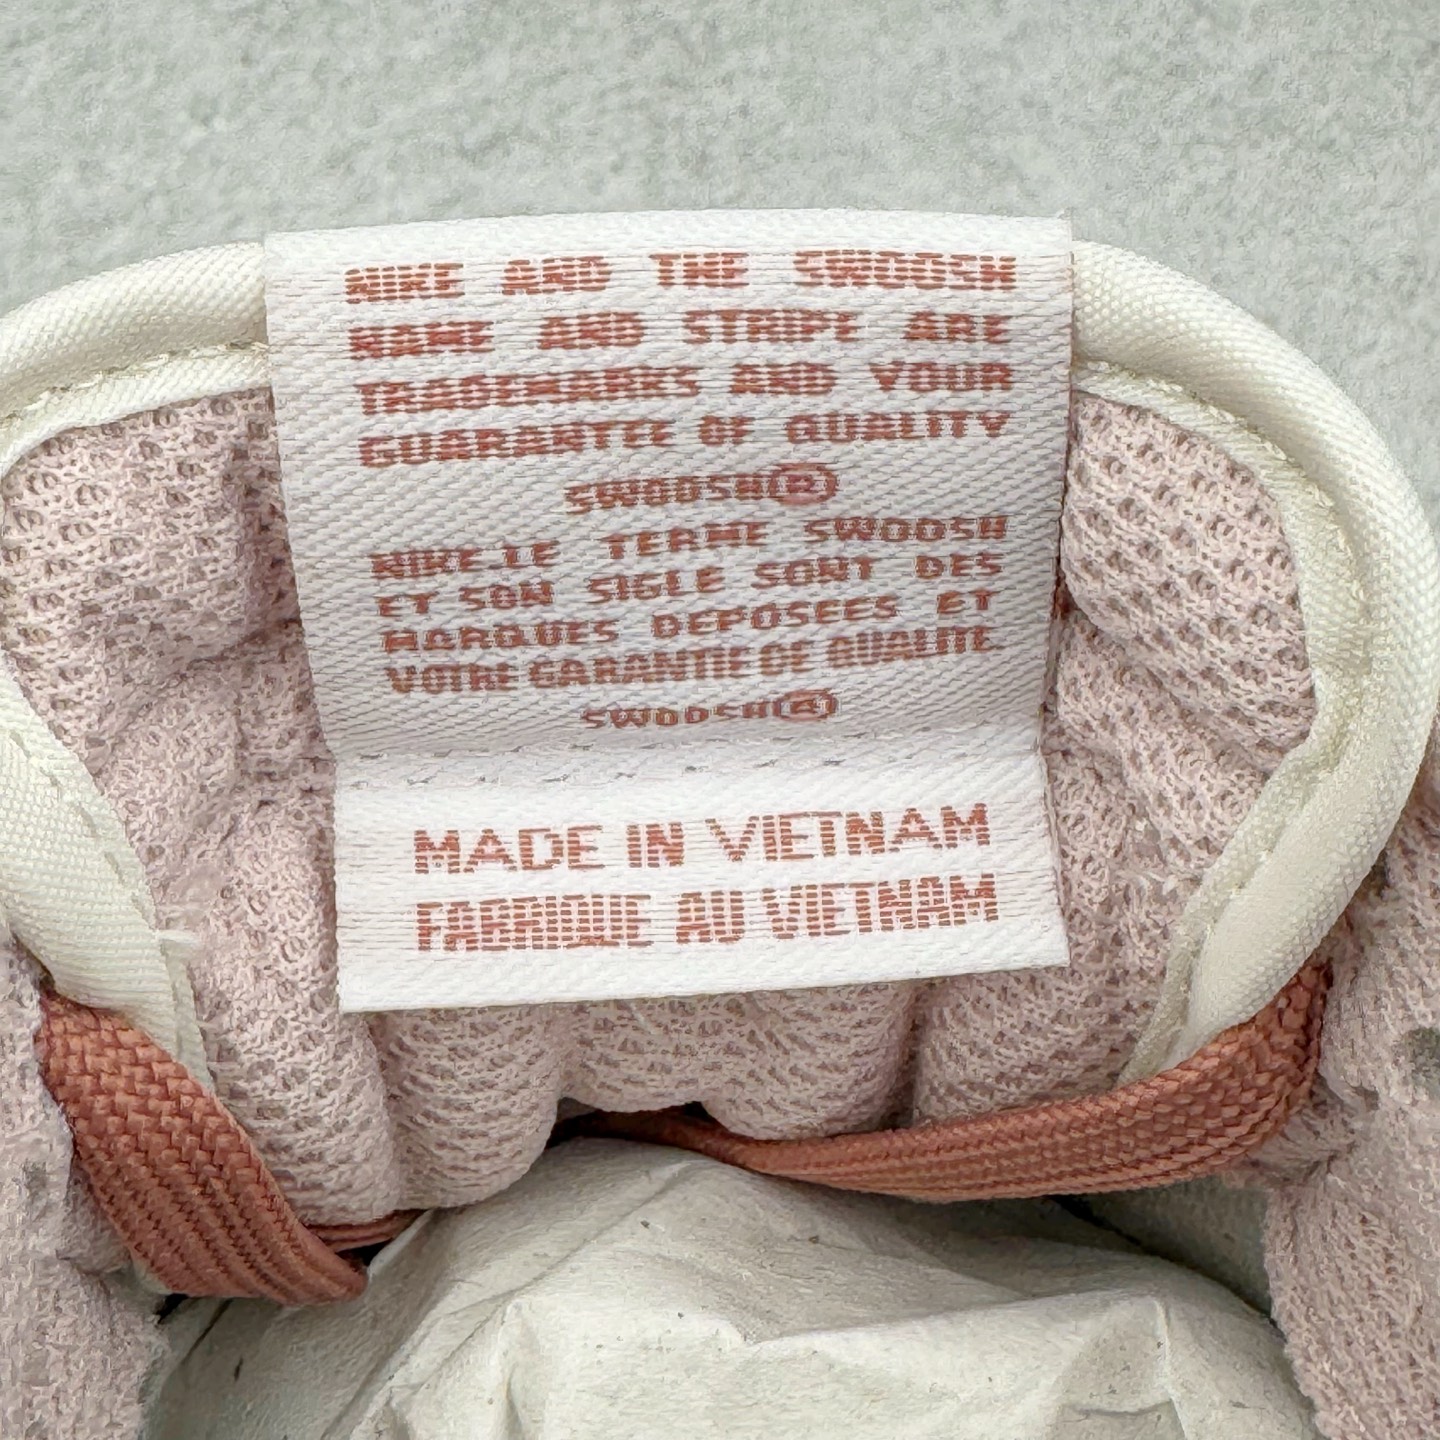 NIKE AND THE SWOOSH
NAME AND STRIPE ARE
TRADEMARKS AND YOUR
GUARANTEE OF QUALITY
SWOOSH®
NIKE.LE TERME SWOOSH
ET SON SIGLE SONT DES
MARQUES DEPOSEES ET
VOTRE GARANTIE DE QUALITE
SWOOSH®
MADE IN VIETNAM
FABRIQUE AU VIETNAM